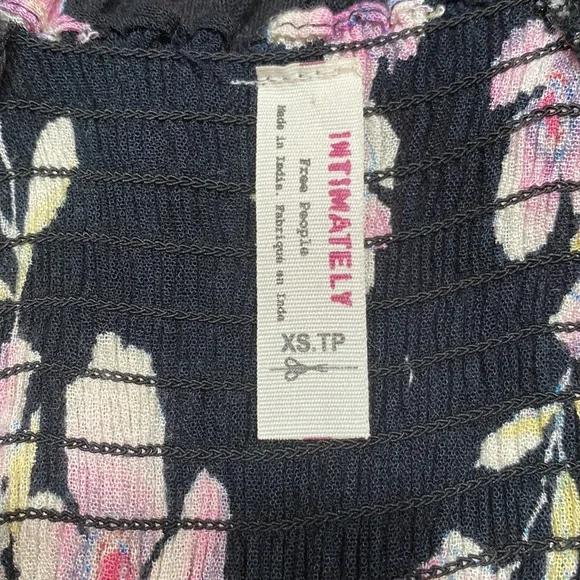 INTIMATELY
Free People
Made in India. Fabriqué en Inde
XS.TP